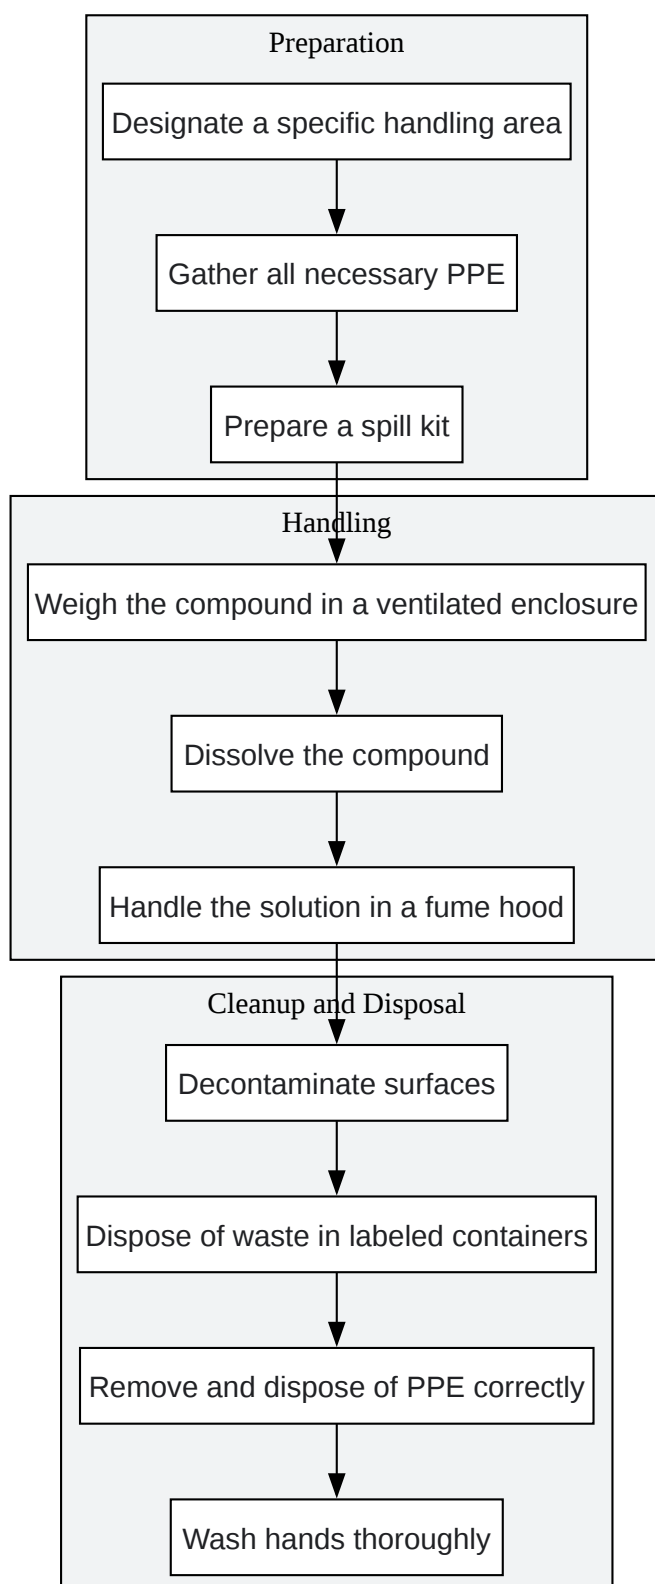 Preparation
Designate a specific handling area
Gather all necessary PPE
Prepare a spill kit
Handling
Weigh the compound in a ventilated enclosure
Dissolve the compound
Handle the solution in a fume hood
Cleanup and Disposal
Decontaminate surfaces
Dispose of waste in labeled containers
Remove and dispose of PPE correctly
Wash hands thoroughly